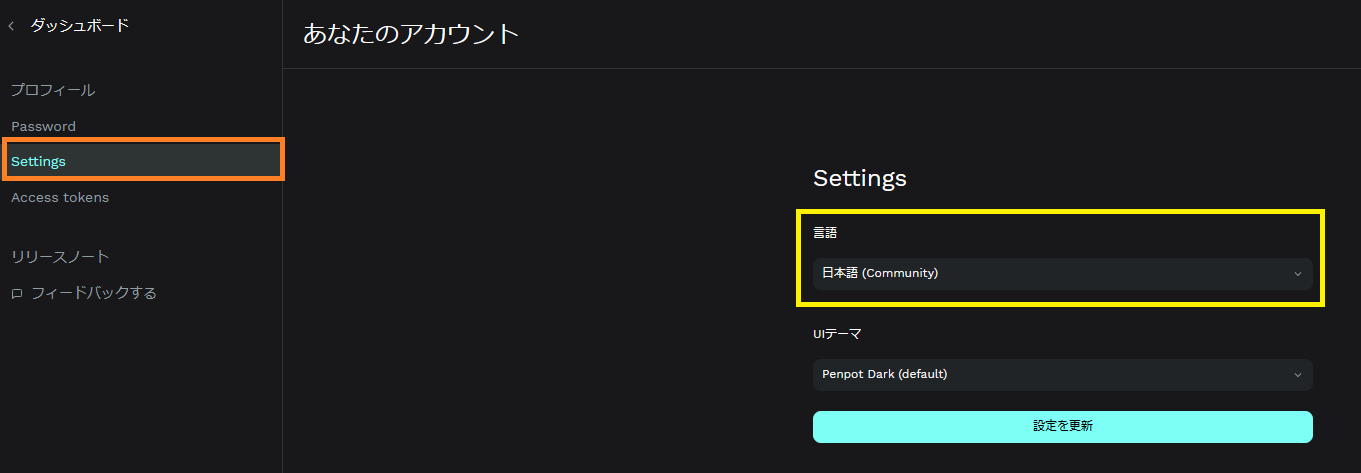 ダッシュボード
あなたのアカウント
プロフィール
Password
Settings
Access tokens
リリースノート
フィードバックする
Settings
言語
日本語 (Community)
UIテーマ
Penpot Dark (default)
設定を更新